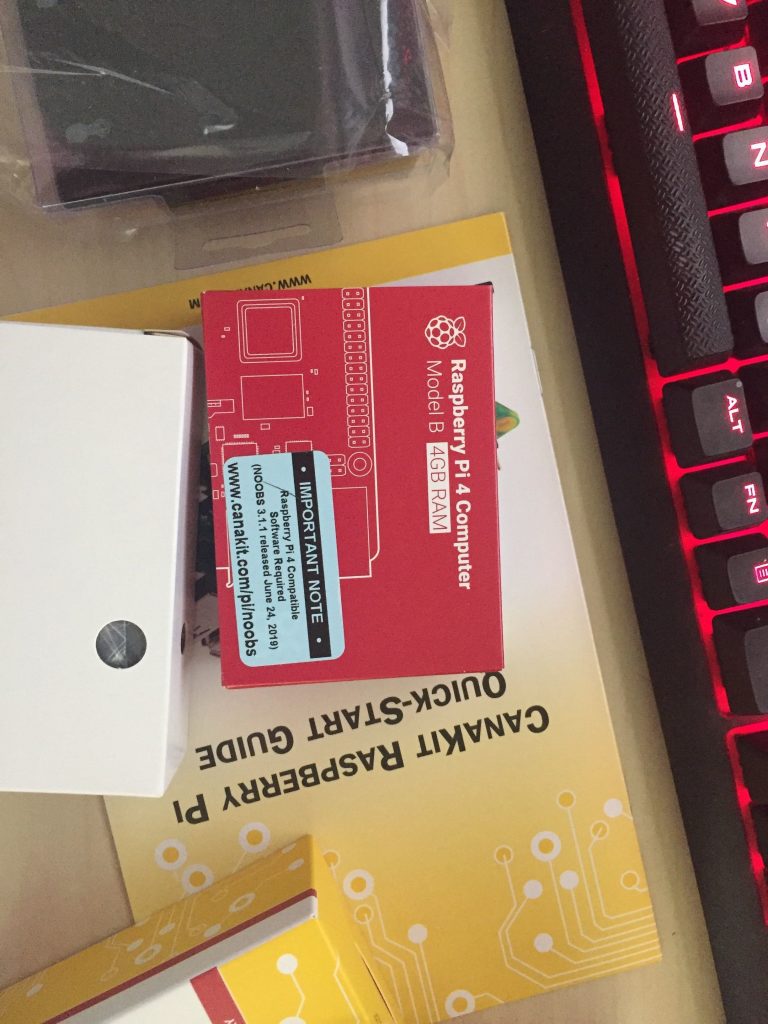 Raspberry Pi 4 Computer
Model B 4GB RAM
• IMPORTANT NOTE •
Raspberry Pi 4 Compatible
Software Required
(NOOBS 3.1.1 released June 24, 2019)
www.canakit.com/pi/noobs
CANAKIT RASPBERRY PI
QUICK-START GUIDE
B
N
ALT
FN